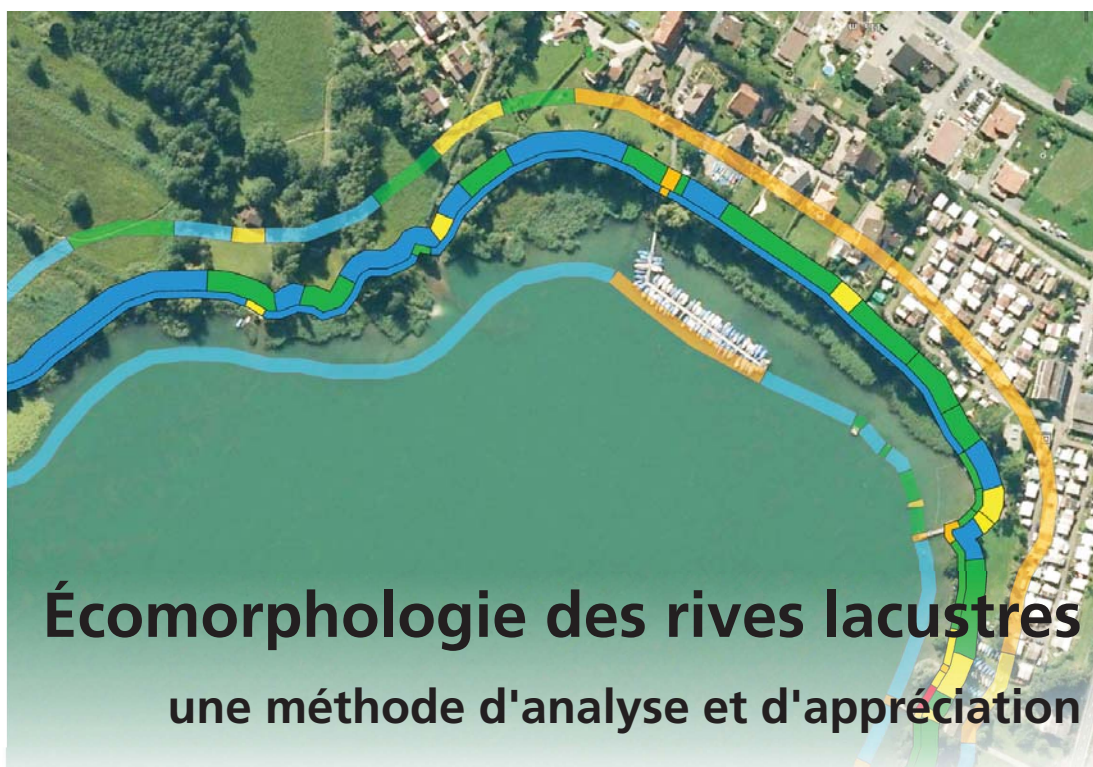 Écomorphologie des rives lacustres
une méthode d'analyse et d'appréciation